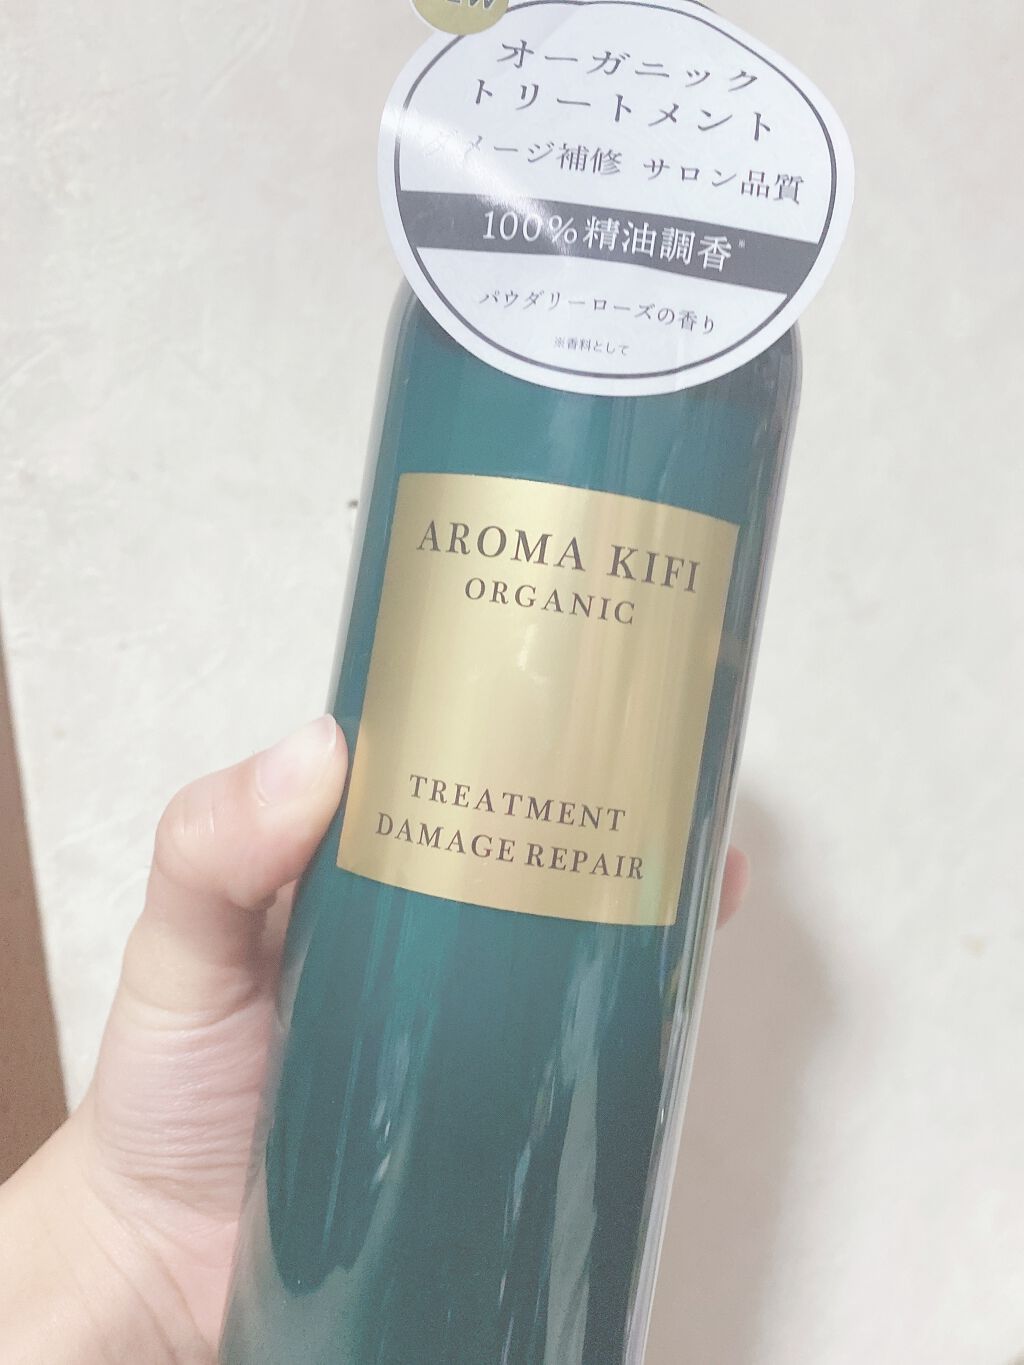 オーガニック
トリートメント
ダメージ補修 サロン品質
100%精油調香※
パウダリーローズの香り
※香料として
AROMA KIFI
ORGANIC
TREATMENT
DAMAGE REPAIR